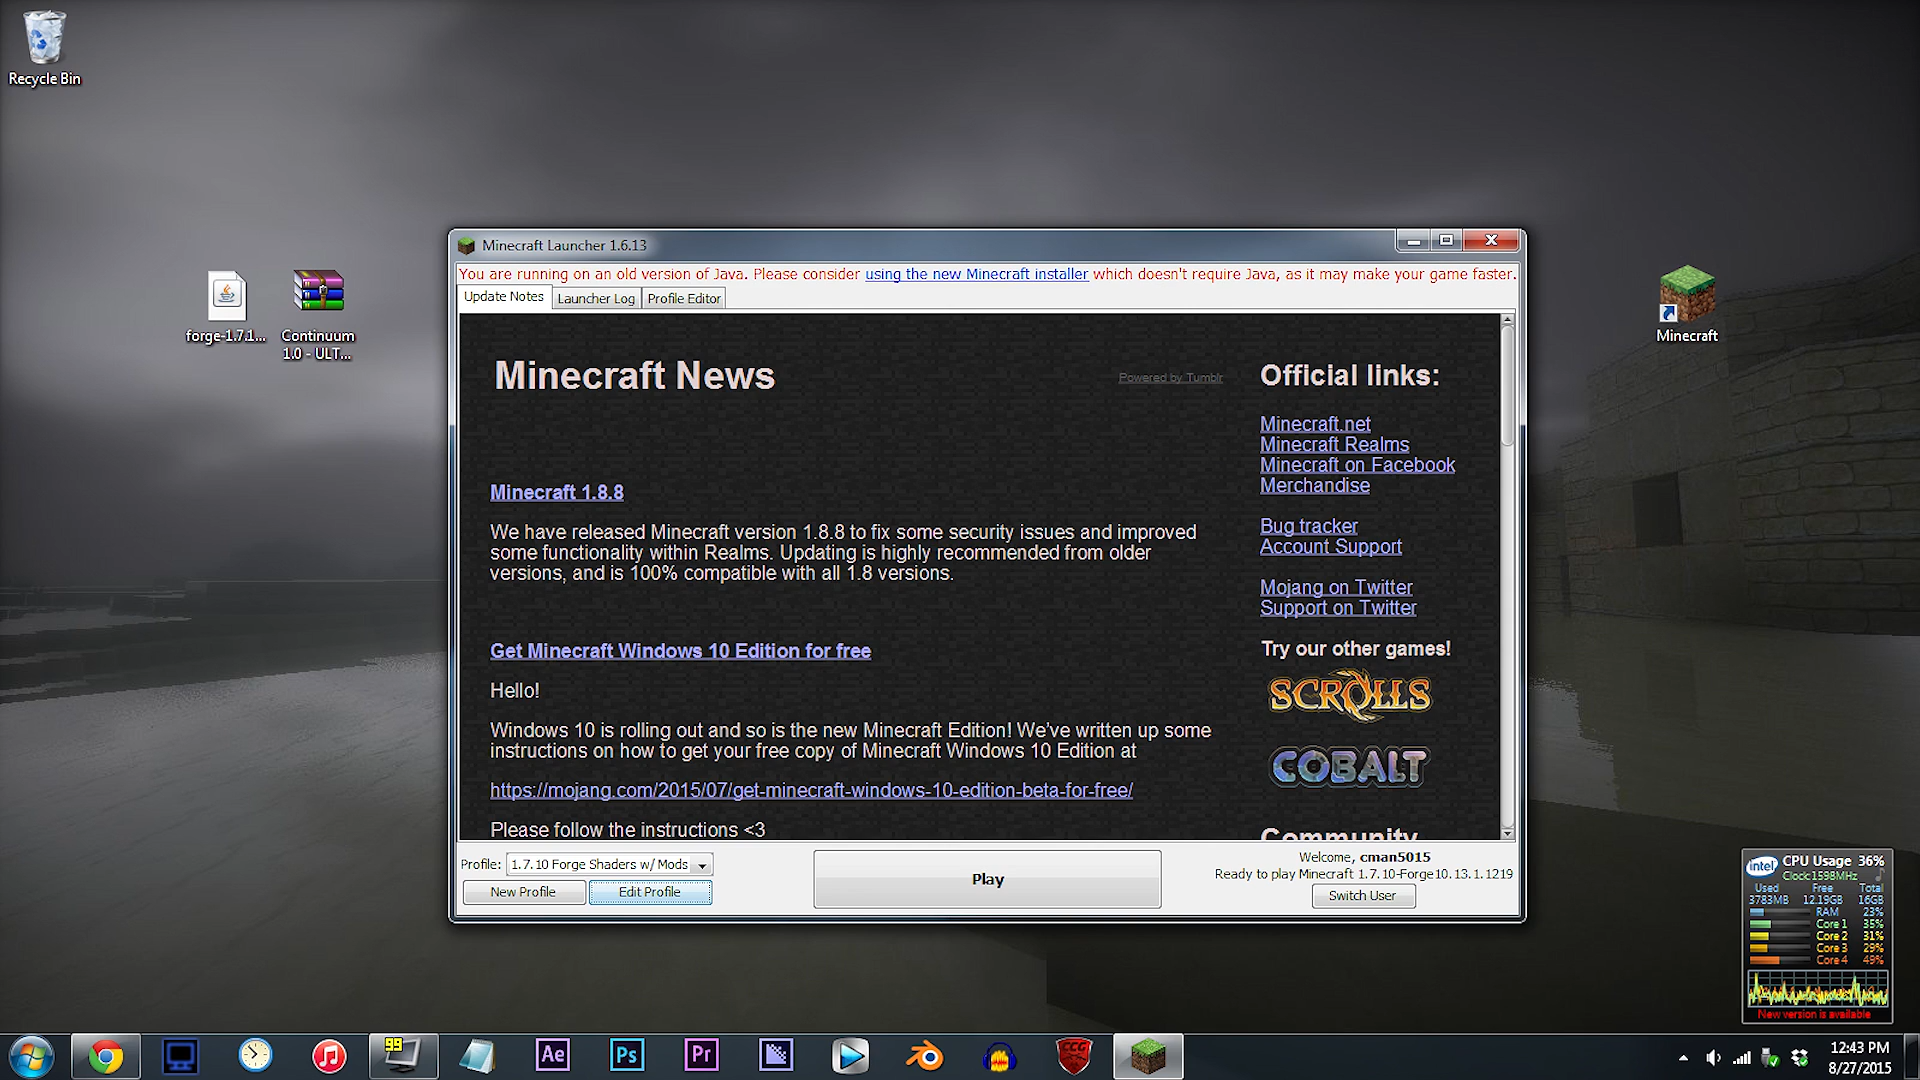 Recycle Bin
forge-1.7.1...
Continuum
1.0 - ULT...
Minecraft
Minecraft Launcher 1.6.13
You are running on an old version of Java. Please consider using the new Minecraft installer which doesn't require Java, as it may make your game faster.
Update Notes
Launcher Log
Profile Editor
Minecraft News
Powered by Tumblr
Minecraft 1.8.8
We have released Minecraft version 1.8.8 to fix some security issues and improved
some functionality within Realms. Updating is highly recommended from older
versions, and is 100% compatible with all 1.8 versions.
Get Minecraft Windows 10 Edition for free
Hello!
Windows 10 is rolling out and so is the new Minecraft Edition! We've written up some
instructions on how to get your free copy of Minecraft Windows 10 Edition at
https://mojang.com/2015/07/get-minecraft-windows-10-edition-beta-for-free/
Please follow the instructions <3
Official links:
Minecraft.net
Minecraft Realms
Minecraft on Facebook
Merchandise
Bug tracker
Account Support
Mojang on Twitter
Support on Twitter
Try our other games!
SCROLLS
COBALT
Community
Profile:
1.7.10 Forge Shaders w/ Mods
New Profile
Edit Profile
Play
Welcome, cman5015
Ready to play Minecraft 1.7.10-Forge10.13.1.1219
Switch User
intel
CPU Usage 36%
Clock 1598MHz
Used Free Total
3783MB 12.19GB 16GB
RAM 23%
Core 1 35%
Core 2 31%
Core 3 29%
Core 4 49%
New version is available
99
Ae
Ps
Pr
CCG
12:43 PM
8/27/2015